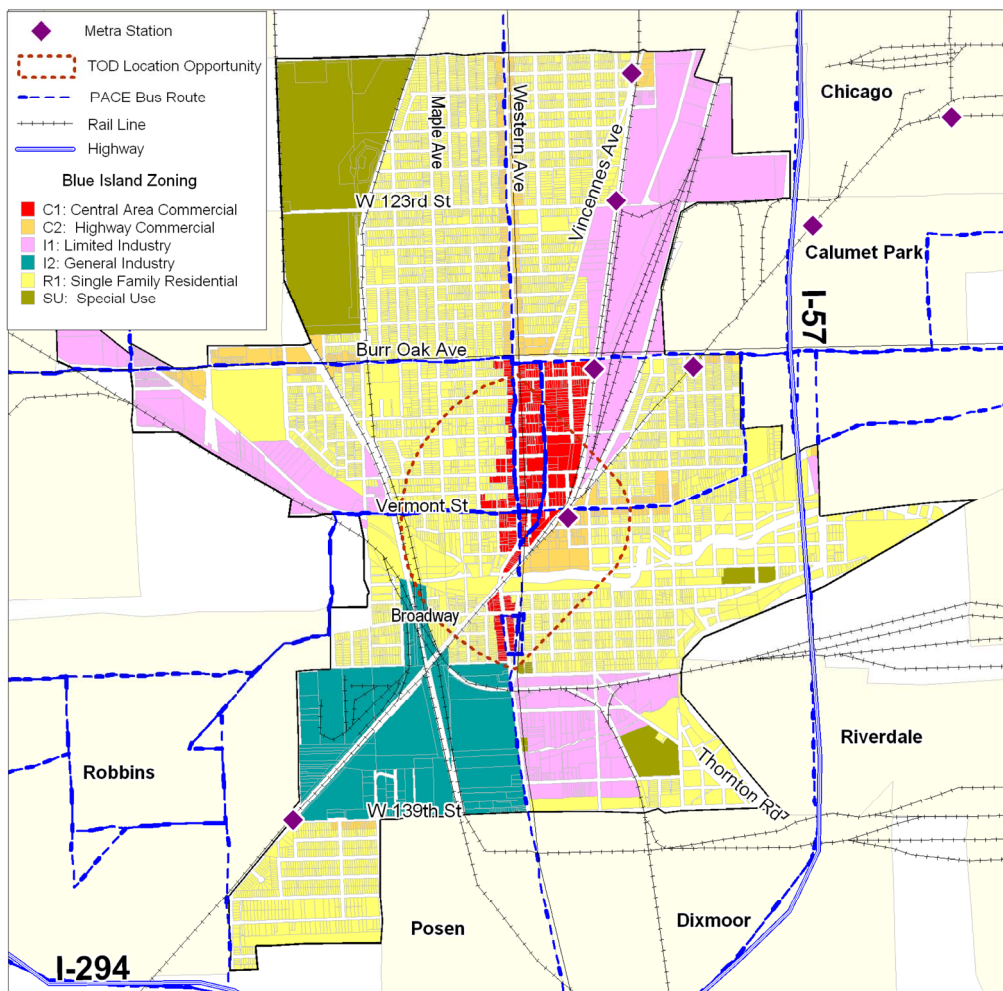 Metra Station
TOD Location Opportunity
PACE Bus Route
Rail Line
Highway
Blue Island Zoning
C1: Central Area Commercial
C2: Highway Commercial
I1: Limited Industry
I2: General Industry
R1: Single Family Residential
SU: Special Use
Chicago
Maple Ave
Western Ave
Vincennes Ave
W 123rd St
Calumet Park
I-57
Burr Oak Ave
Vermont St
Broadway
Riverdale
Robbins
Thornton Rd
W 139th St
Posen
Dixmoor
I-294